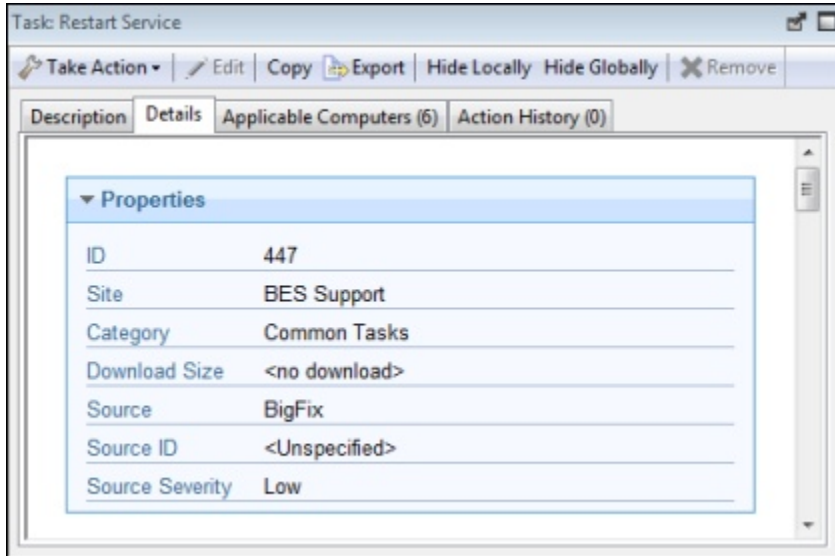 Task: Restart Service
Take Action Edit Copy Export Hide Locally Hide Globally Remove
Description Details Applicable Computers (6) Action History (0)
Properties
ID 447
Site BES Support
Category Common Tasks
Download Size <no download>
Source BigFix
Source ID <Unspecified>
Source Severity Low